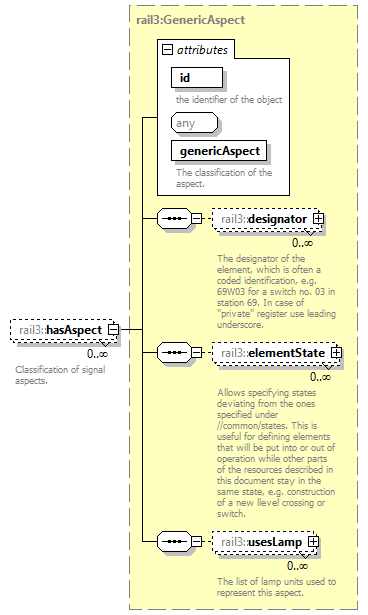 rail3:GenericAspect
attributes
id
the identifier of the object
any
genericAspect
The classification of the
aspect.
rail3::designator
0..∞
The designator of the
element, which is often a
coded identification, e.g.
69W03 for a switch no. 03 in
station 69. In case of
"private" register use leading
underscore.
rail3::hasAspect
0..∞
Classification of signal
aspects.
rail3::elementState
0..∞
Allows specifying states
deviating from the ones
specified under
//common/states. This is
useful for defining elements
that will be put into or out of
operation while other parts
of the resources described in
this document stay in the
same state, e.g. construction
of a new llevel crossing or
switch.
rail3::usesLamp
0..∞
The list of lamp units used to
represent this aspect.